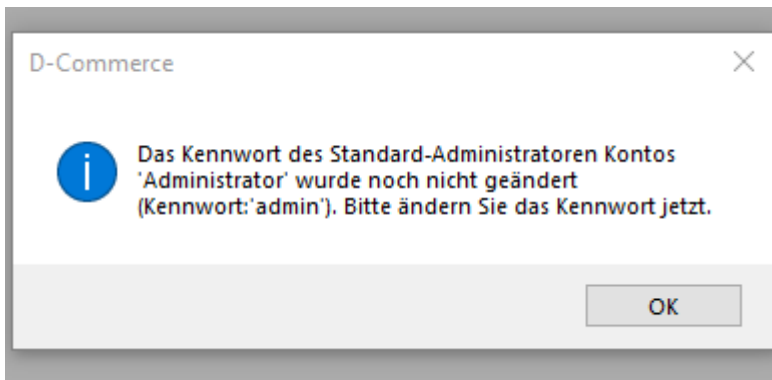 D-Commerce
Das Kennwort des Standard-Administratoren Kontos
'Administrator' wurde noch nicht geändert
(Kennwort:'admin'). Bitte ändern Sie das Kennwort jetzt.
OK